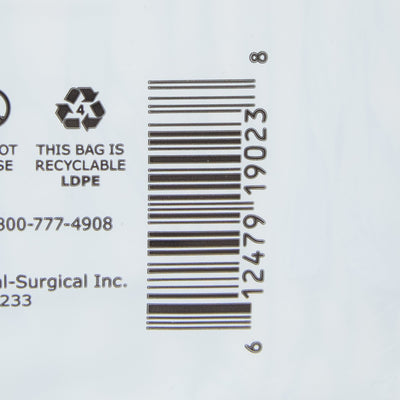 4
OT
SE
THIS BAG IS
RECYCLABLE
LDPE
800-777-4908
al-Surgical Inc.
233
6 12479 19023 8